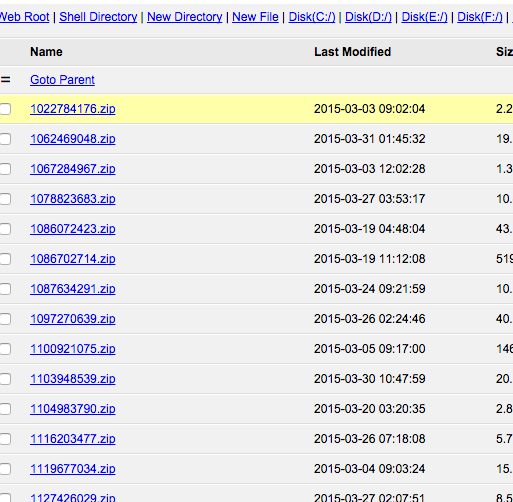 Web Root | Shell Directory | New Directory | New File | Disk(C:/) | Disk(D:/) | Disk(E:/) | Disk(F:/) |
Name Last Modified Siz
= Goto Parent
1022784176.zip 2015-03-03 09:02:04 2.2
1062469048.zip 2015-03-31 01:45:32 19.
1067284967.zip 2015-03-03 12:02:28 1.3
1078823683.zip 2015-03-27 03:53:17 10.
1086072423.zip 2015-03-19 04:48:04 43.
1086702714.zip 2015-03-19 11:12:08 519
1087634291.zip 2015-03-24 09:21:59 10.
1097270639.zip 2015-03-26 02:24:46 40.
1100921075.zip 2015-03-05 09:17:00 146
1103948539.zip 2015-03-30 10:47:59 20.
1104983790.zip 2015-03-20 03:20:35 2.8
1116203477.zip 2015-03-26 07:18:08 5.7
1119677034.zip 2015-03-04 09:03:24 15.
1127426029.zip 2015-03-27 02:07:51 8.5